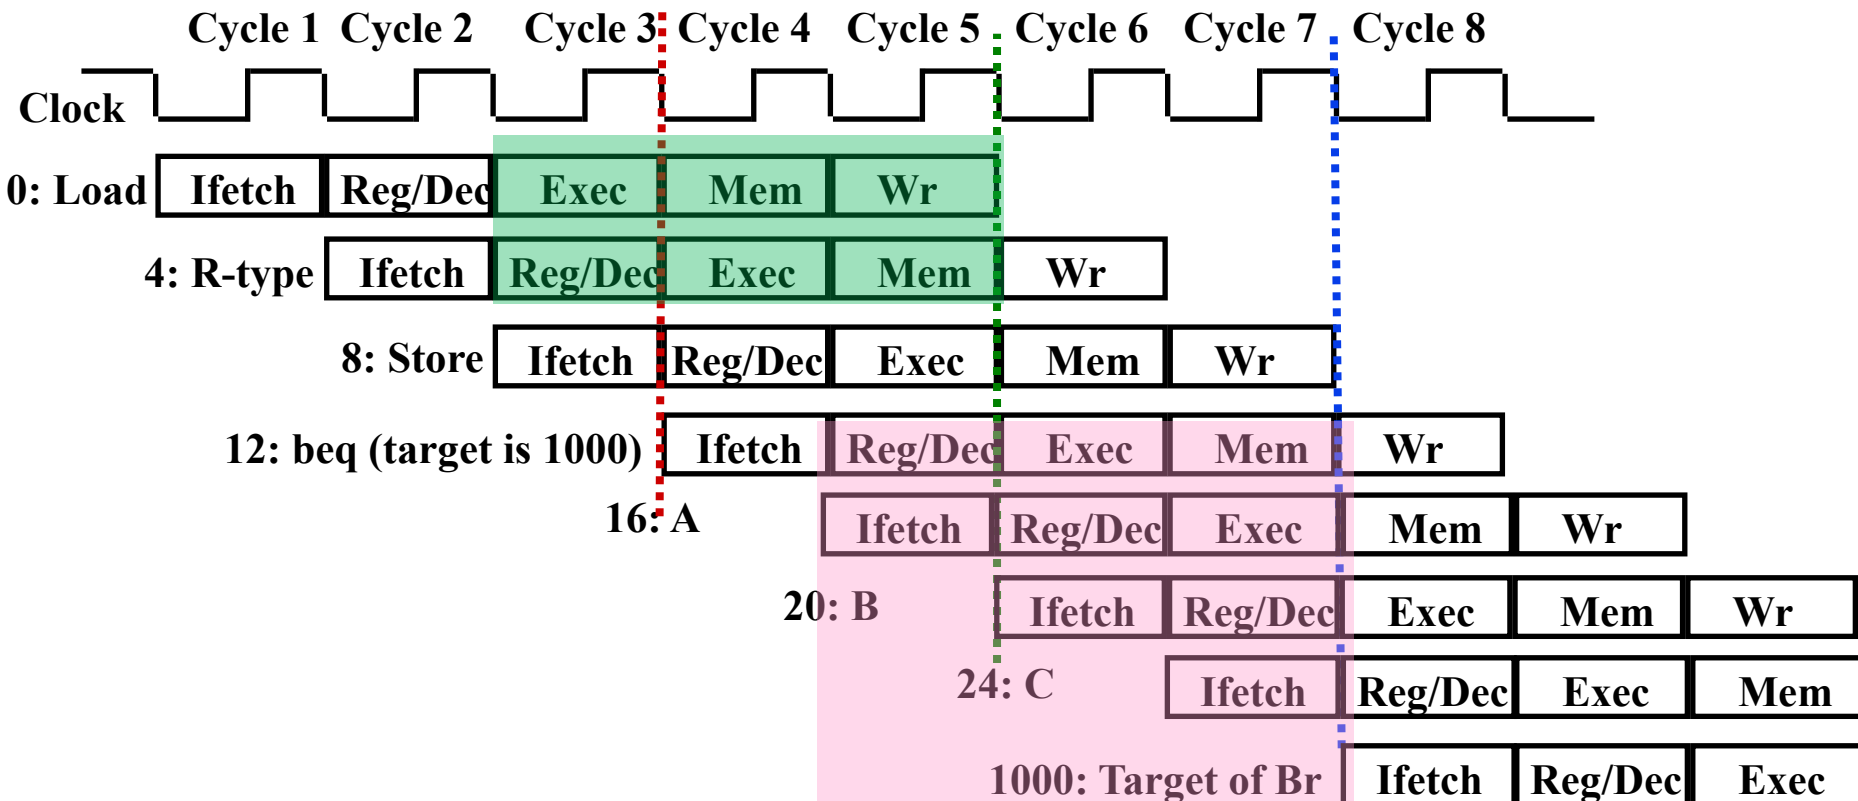 Cycle 1 Cycle 2 Cycle 3 Cycle 4 Cycle 5 Cycle 6 Cycle 7 Cycle 8
Clock
0: Load Ifetch Reg/Dec Exec Mem Wr
4: R-type Ifetch Reg/Dec Exec Mem Wr
8: Store Ifetch Reg/Dec Exec Mem Wr
12: beq (target is 1000) Ifetch Reg/Dec Exec Mem Wr
16: A Ifetch Reg/Dec Exec Mem Wr
20: B Ifetch Reg/Dec Exec Mem Wr
24: C Ifetch Reg/Dec Exec Mem
1000: Target of Br Ifetch Reg/Dec Exec